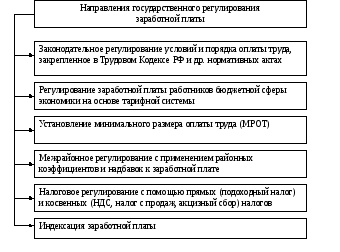 Направления государственного регулирования
заработной платы
Законодательное регулирование условий и порядка оплаты труда,
закрепленное в Трудовом Кодексе РФ и др. нормативных актах
Регулирование заработной платы работников бюджетной сферы
экономики на основе тарифной системы
Установление минимального размера оплаты труда (МРОТ)
Межрайонное регулирование с применением районных
коэффициентов и надбавок к заработной плате
Налоговое регулирование с помощью прямых (подоходный налог)
и косвенных (НДС, налог с продаж, акцизный сбор) налогов
Индексация заработной платы